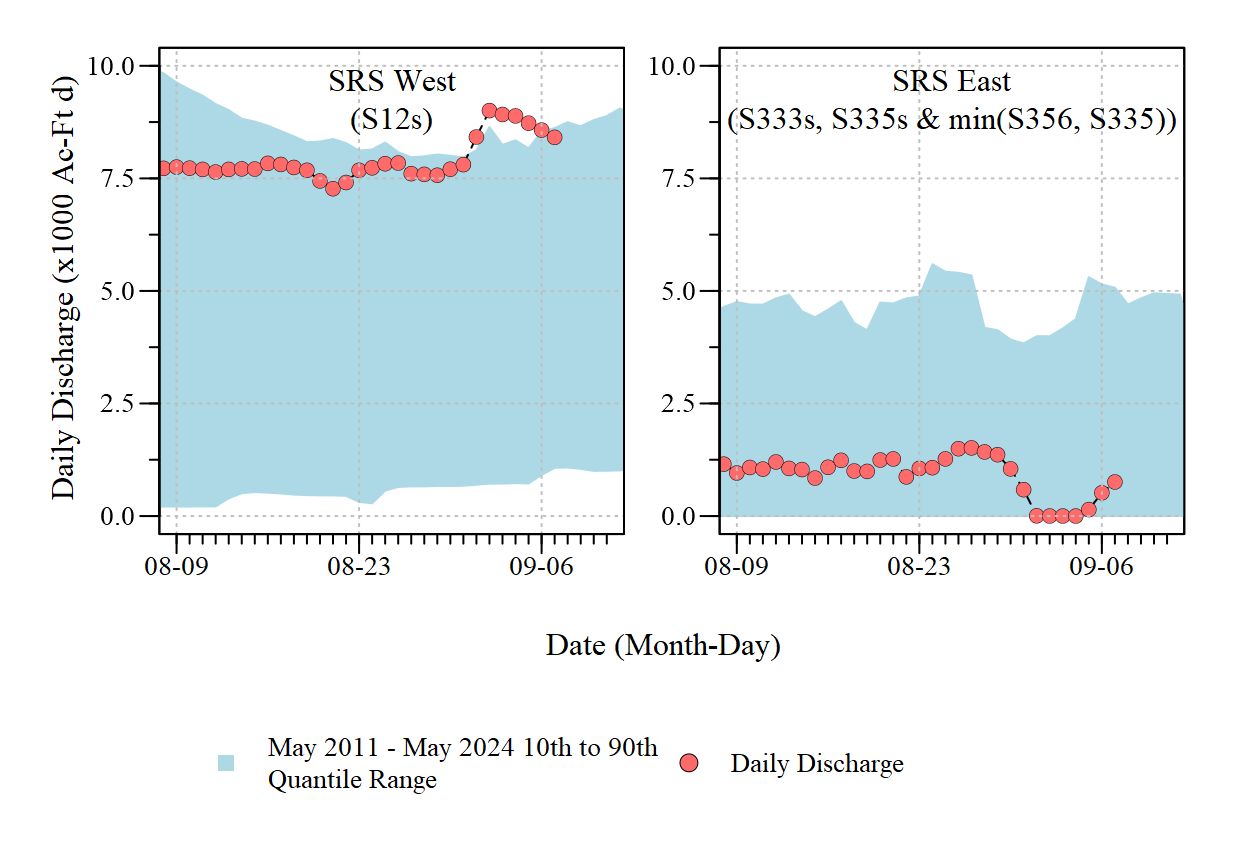 SRS West
(S12s)
SRS East
(S333s, S335s & min(S356, S335))
Daily Discharge (x1000 Ac-Ft d)
10.0
7.5
5.0
2.5
0.0
08-09
08-23
09-06
10.0
7.5
5.0
2.5
0.0
08-09
08-23
09-06
Date (Month-Day)
May 2011 - May 2024 10th to 90th
Quantile Range
Daily Discharge